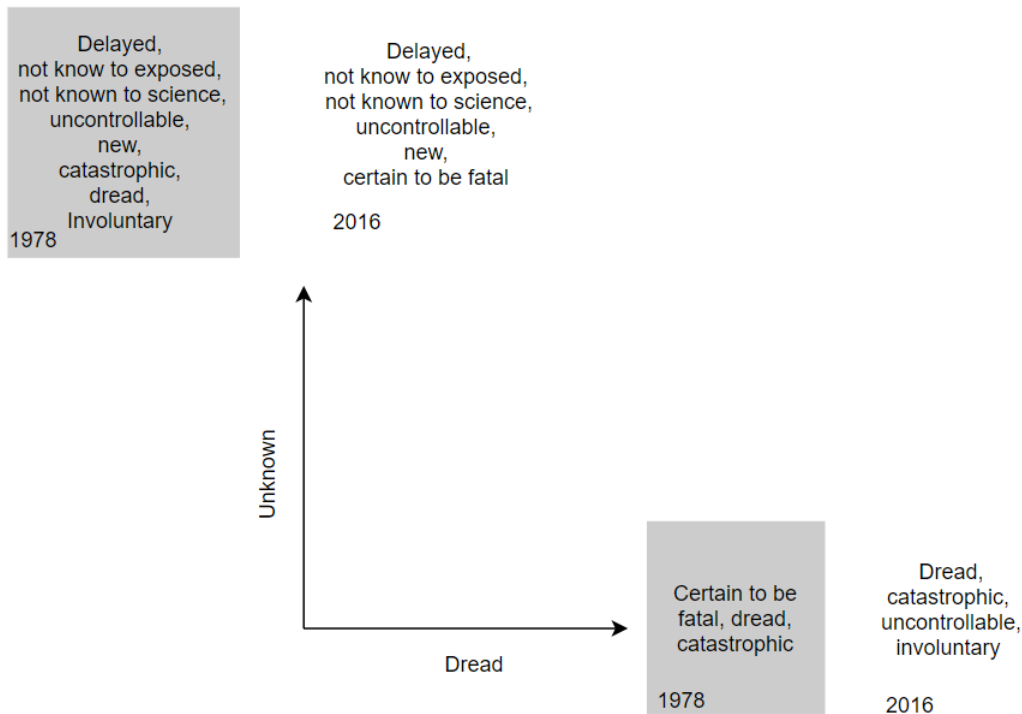 Delayed,
not know to exposed,
not known to science,
uncontrollable,
new,
catastrophic,
dread,
Involuntary
1978
Delayed,
not know to exposed,
not known to science,
uncontrollable,
new,
certain to be fatal
2016
Unknown
Dread
Certain to be
fatal, dread,
catastrophic
1978
Dread,
catastrophic,
uncontrollable,
involuntary
2016